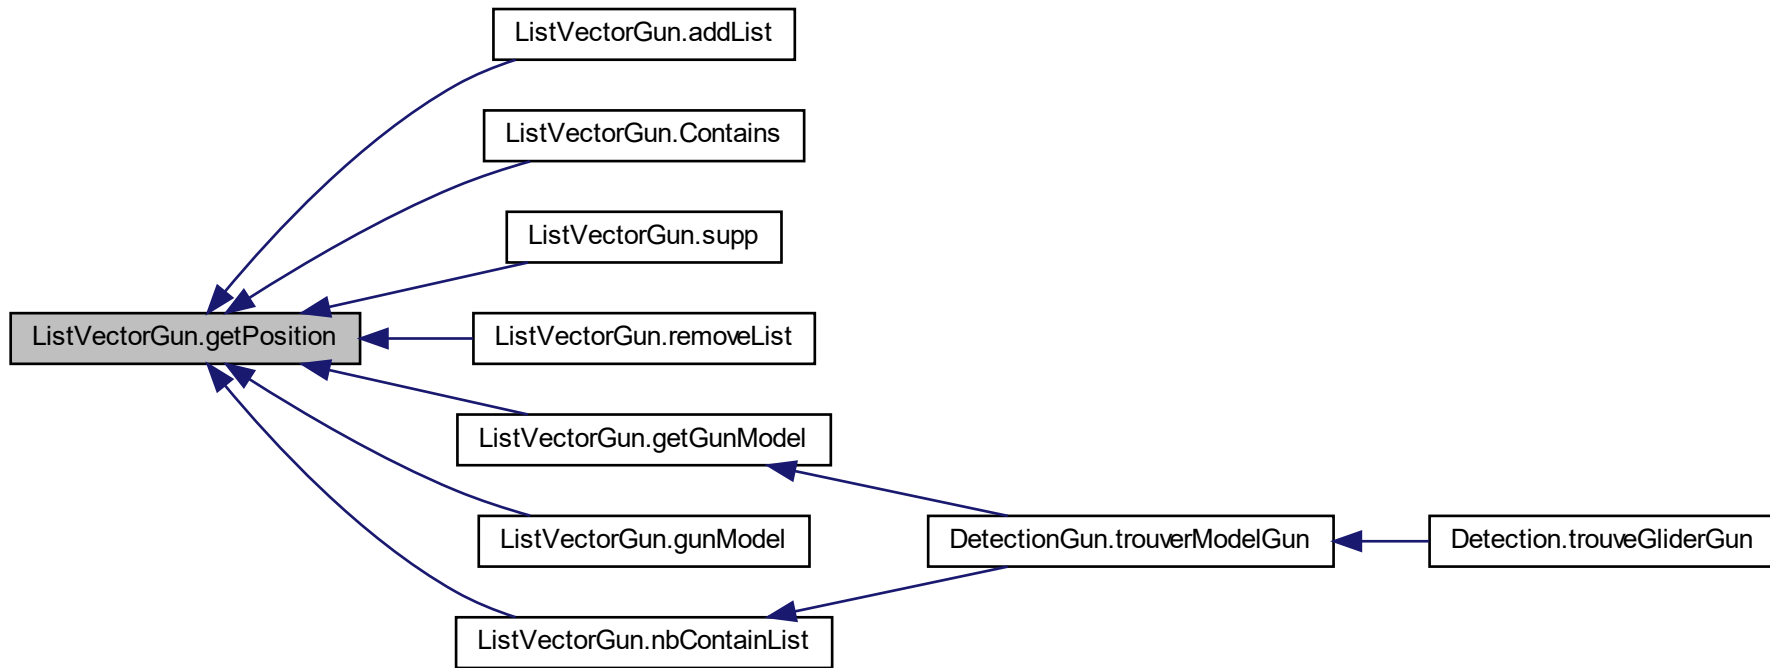 ListVectorGun.addList
ListVectorGun.Contains
ListVectorGun.supp
ListVectorGun.getPosition
ListVectorGun.removeList
ListVectorGun.getGunModel
ListVectorGun.gunModel
DetectionGun.trouverModelGun
Detection.trouveGliderGun
ListVectorGun.nbContainList